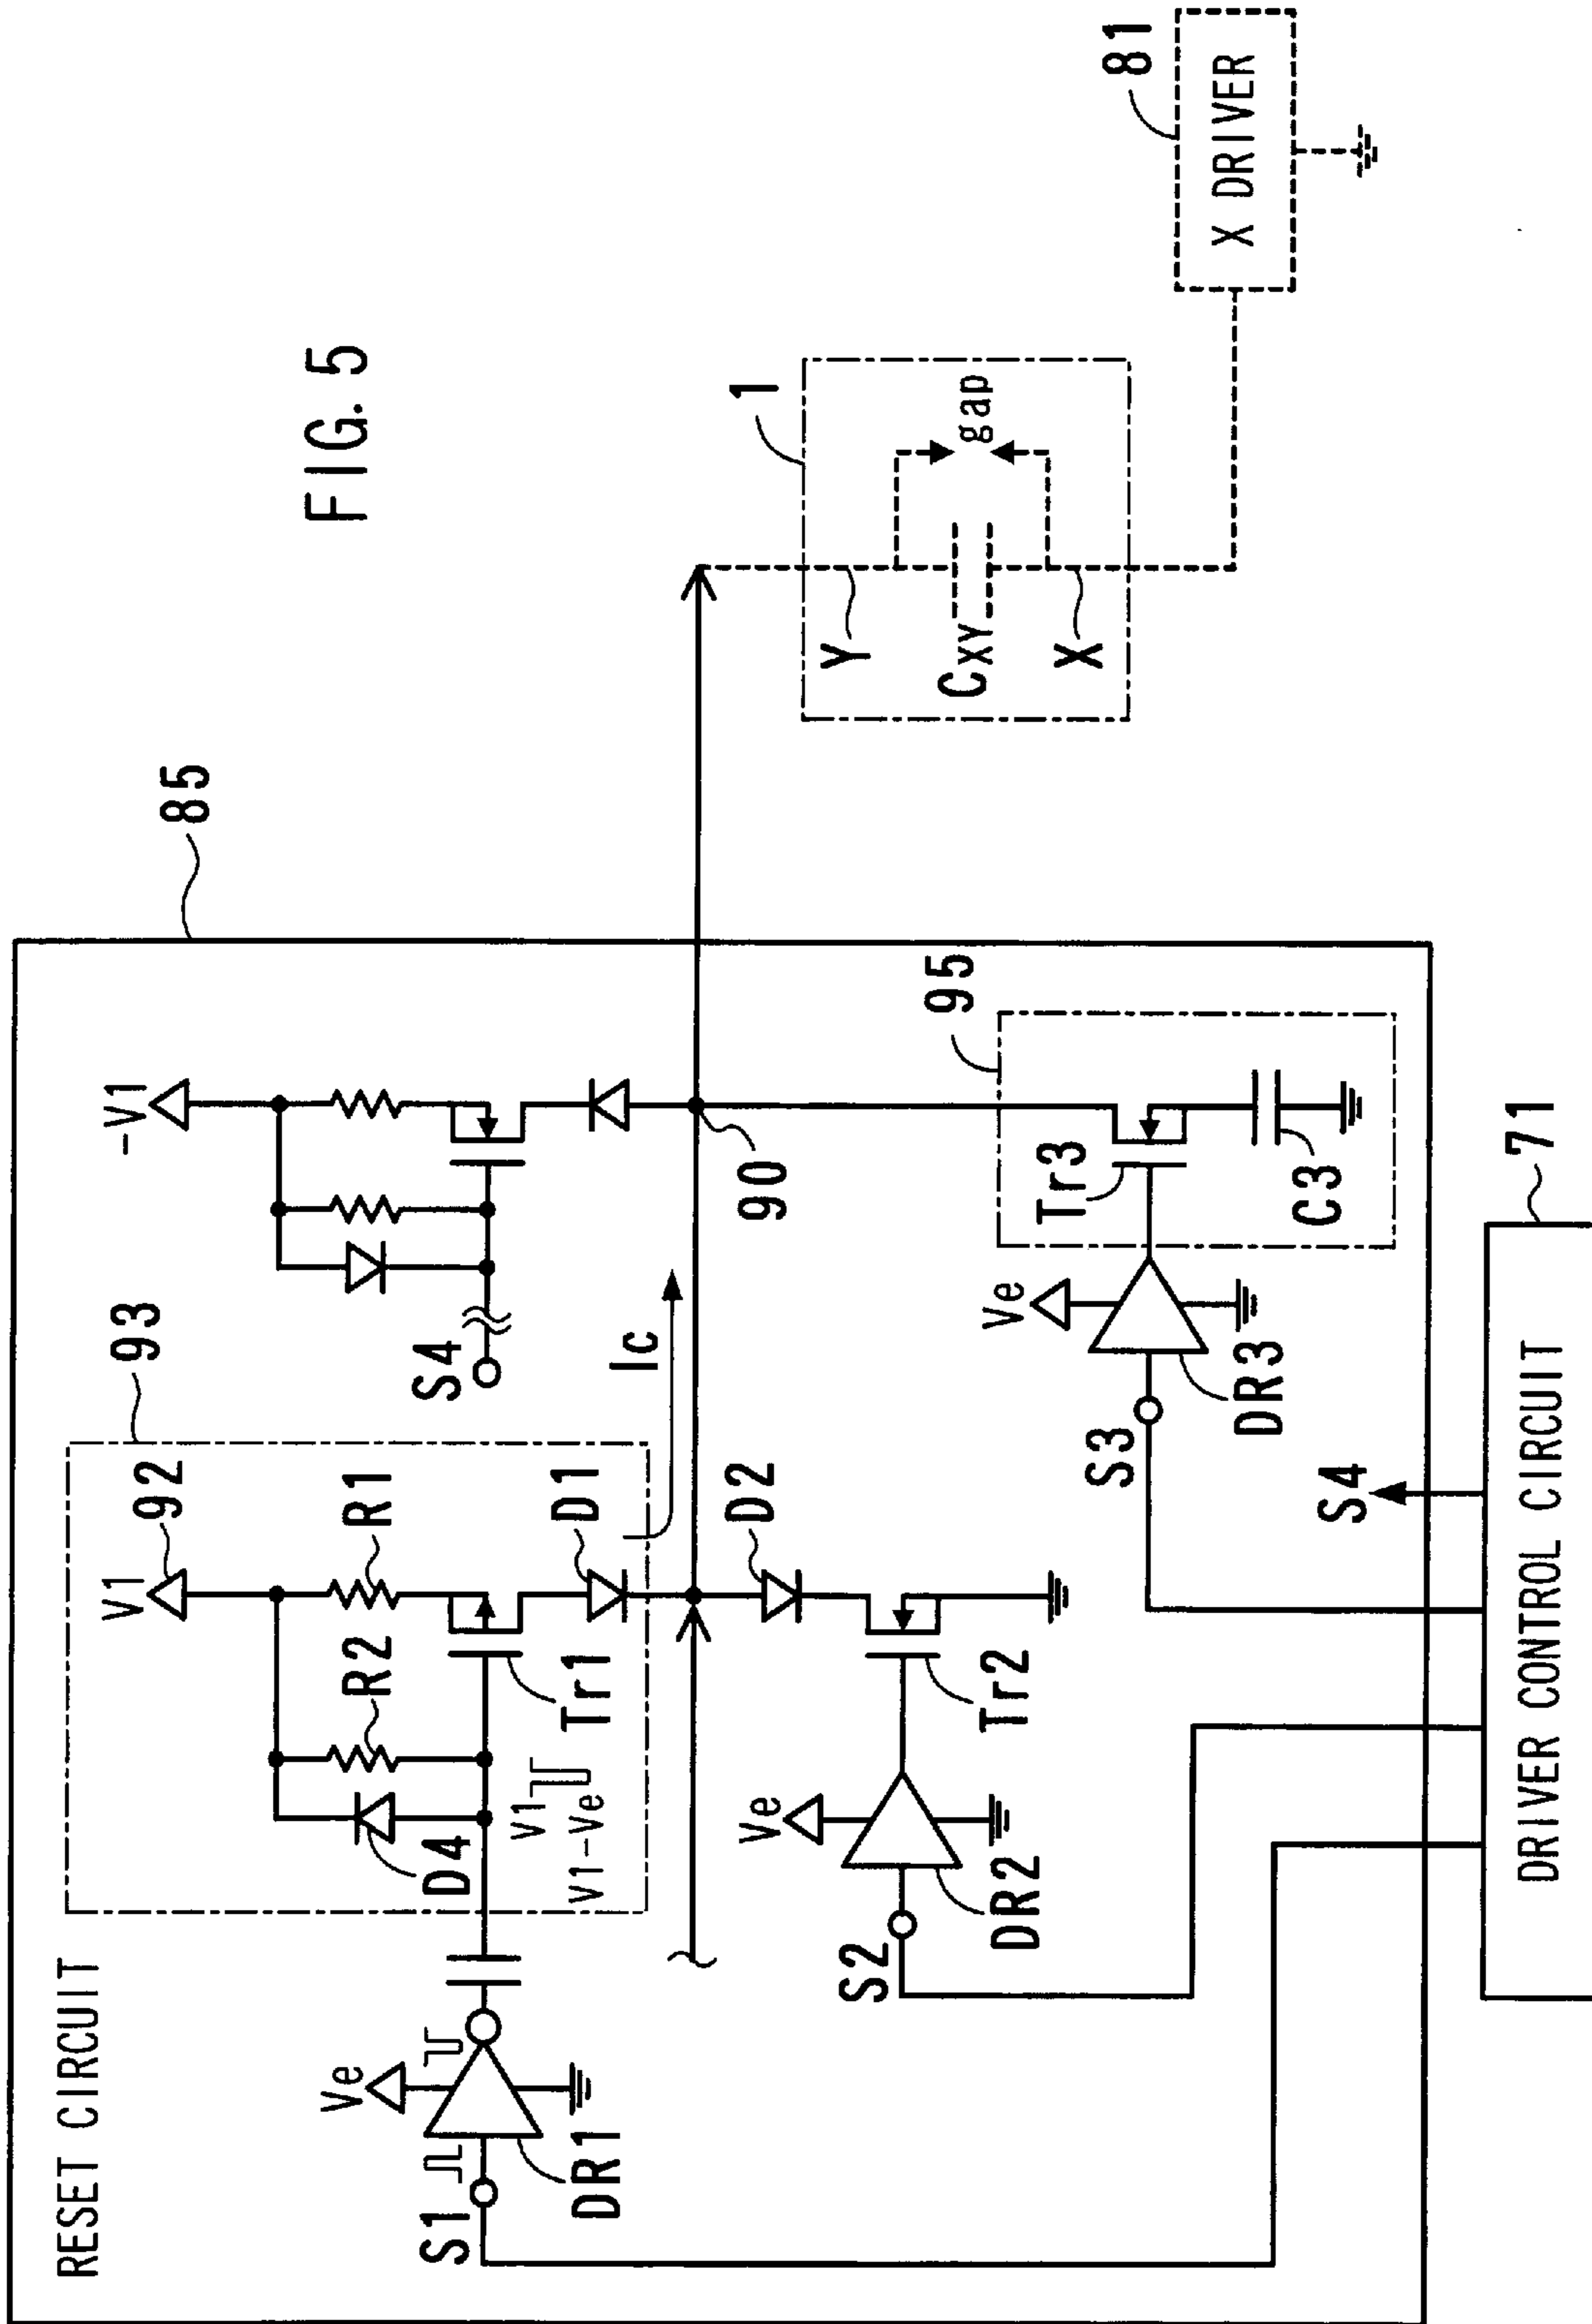 FIG. 5
RESET CIRCUIT
85
93
92
V1
-V1
R1
R2
D4
Tr1
D1
V1
V1-Ve
S4
Ic
Ve
S1
DR1
90
D2
Ve
S2
DR2
Tr2
Ve
S3
DR3
95
Tr3
C3
S4
DRIVER CONTROL CIRCUIT
71
1
Y
CXY
gap
X
X DRIVER
81